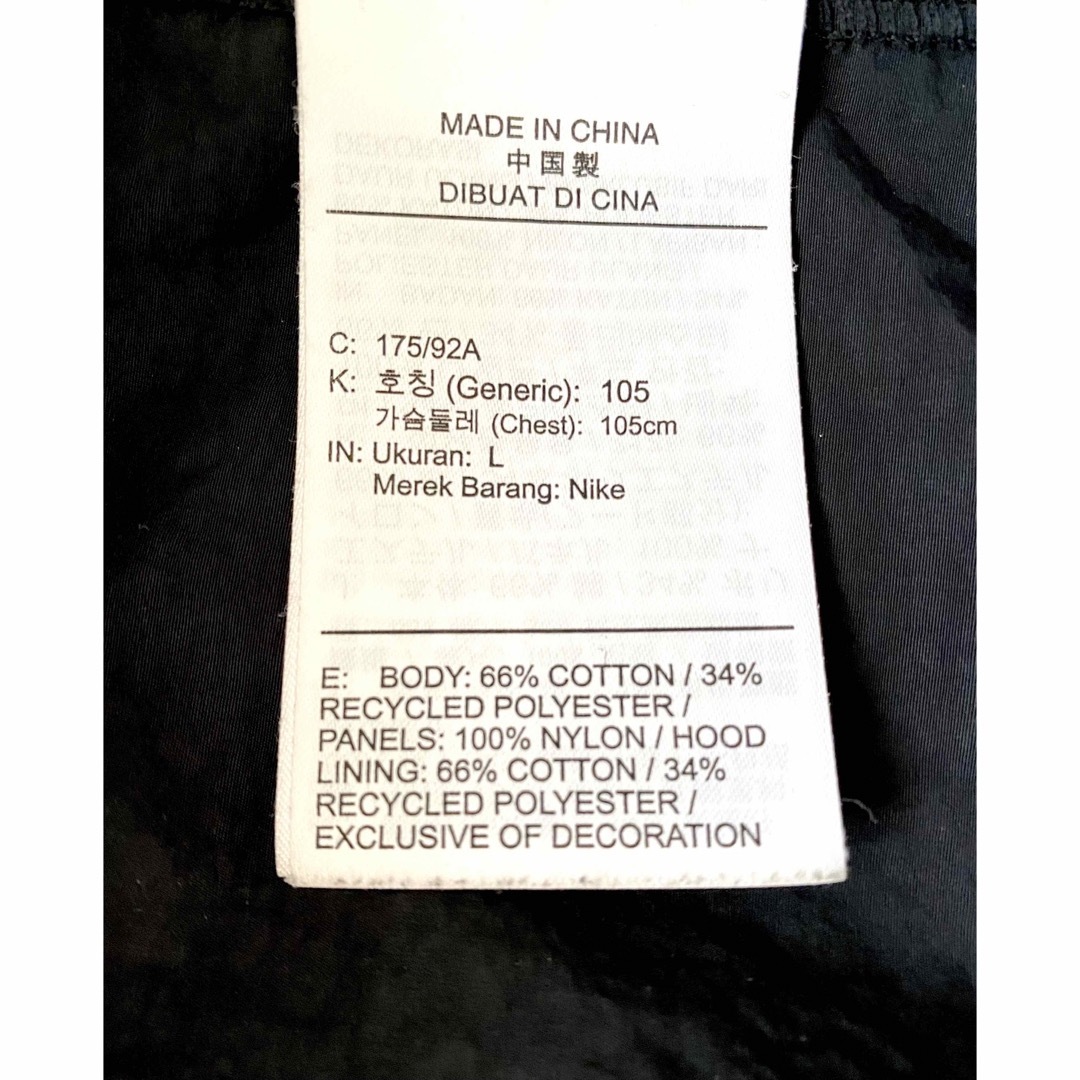 MADE IN CHINA
中国製
DIBUAT DI CINA
C: 175/92A
K: 호칭 (Generic): 105
가슴둘레 (Chest): 105cm
IN: Ukuran: L
Merek Barang: Nike
E: BODY: 66% COTTON / 34%
RECYCLED POLYESTER /
PANELS: 100% NYLON / HOOD
LINING: 66% COTTON / 34%
RECYCLED POLYESTER /
EXCLUSIVE OF DECORATION